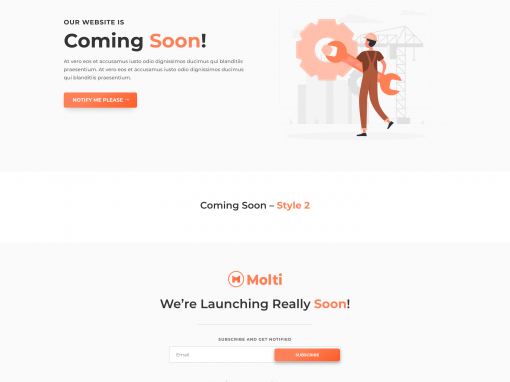 OUR WEBSITE IS
Coming Soon!
At vero eos et accusamus iusto odio dignissimos ducimus qui blanditiis
praesentium. At vero eos et accusamus iusto odio dignissimos ducimus
qui blanditiis praesentium.
NOTIFY ME PLEASE →
Coming Soon – Style 2
Molti
We're Launching Really Soon!
SUBSCRIBE AND GET NOTIFIED
Email
SUBSCRIBE